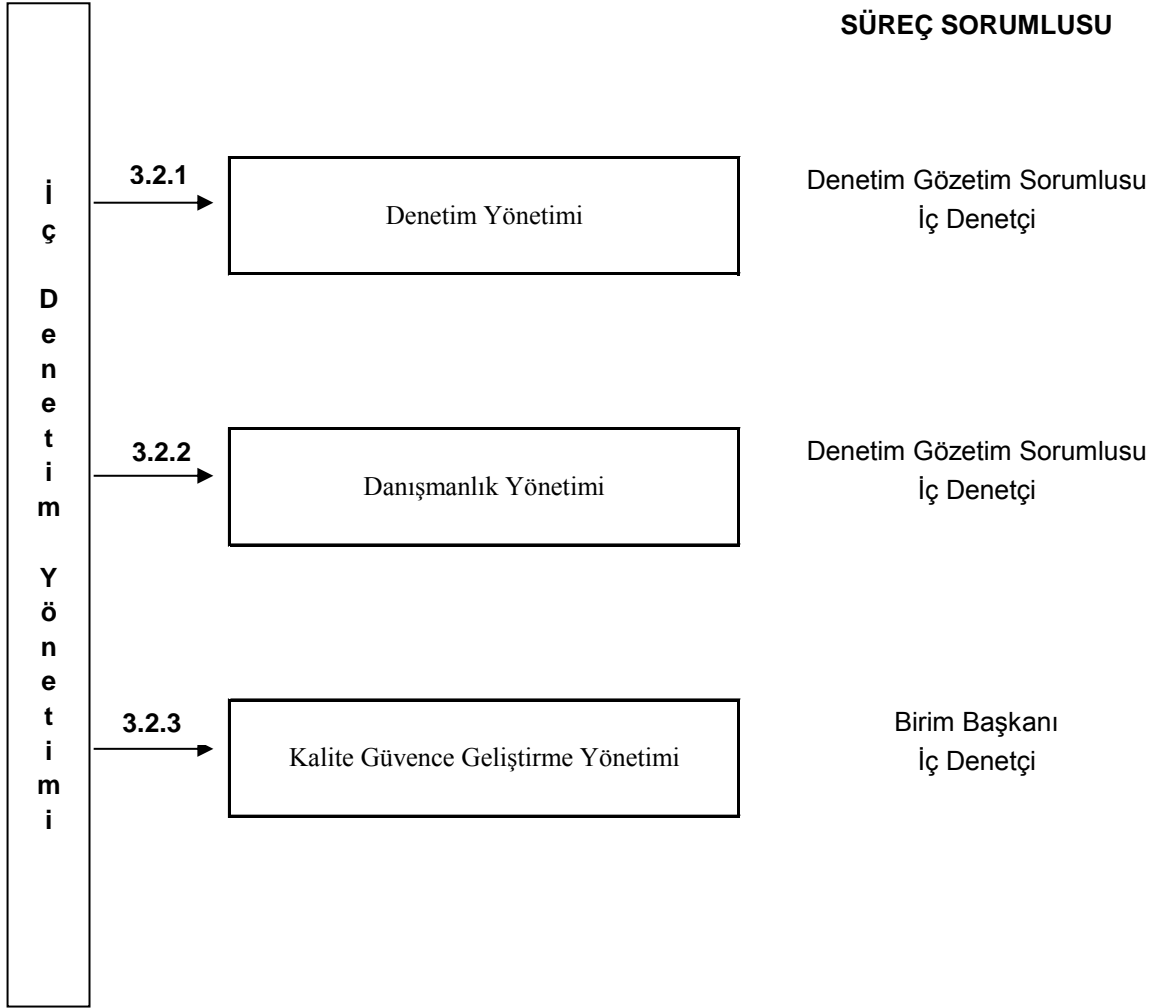 SÜREÇ SORUMLUSU
İç Denetim Yönetimi
3.2.1
Denetim Yönetimi
Denetim Gözetim Sorumlusu
İç Denetçi
3.2.2
Danışmanlık Yönetimi
Denetim Gözetim Sorumlusu
İç Denetçi
3.2.3
Kalite Güvence Geliştirme Yönetimi
Birim Başkanı
İç Denetçi